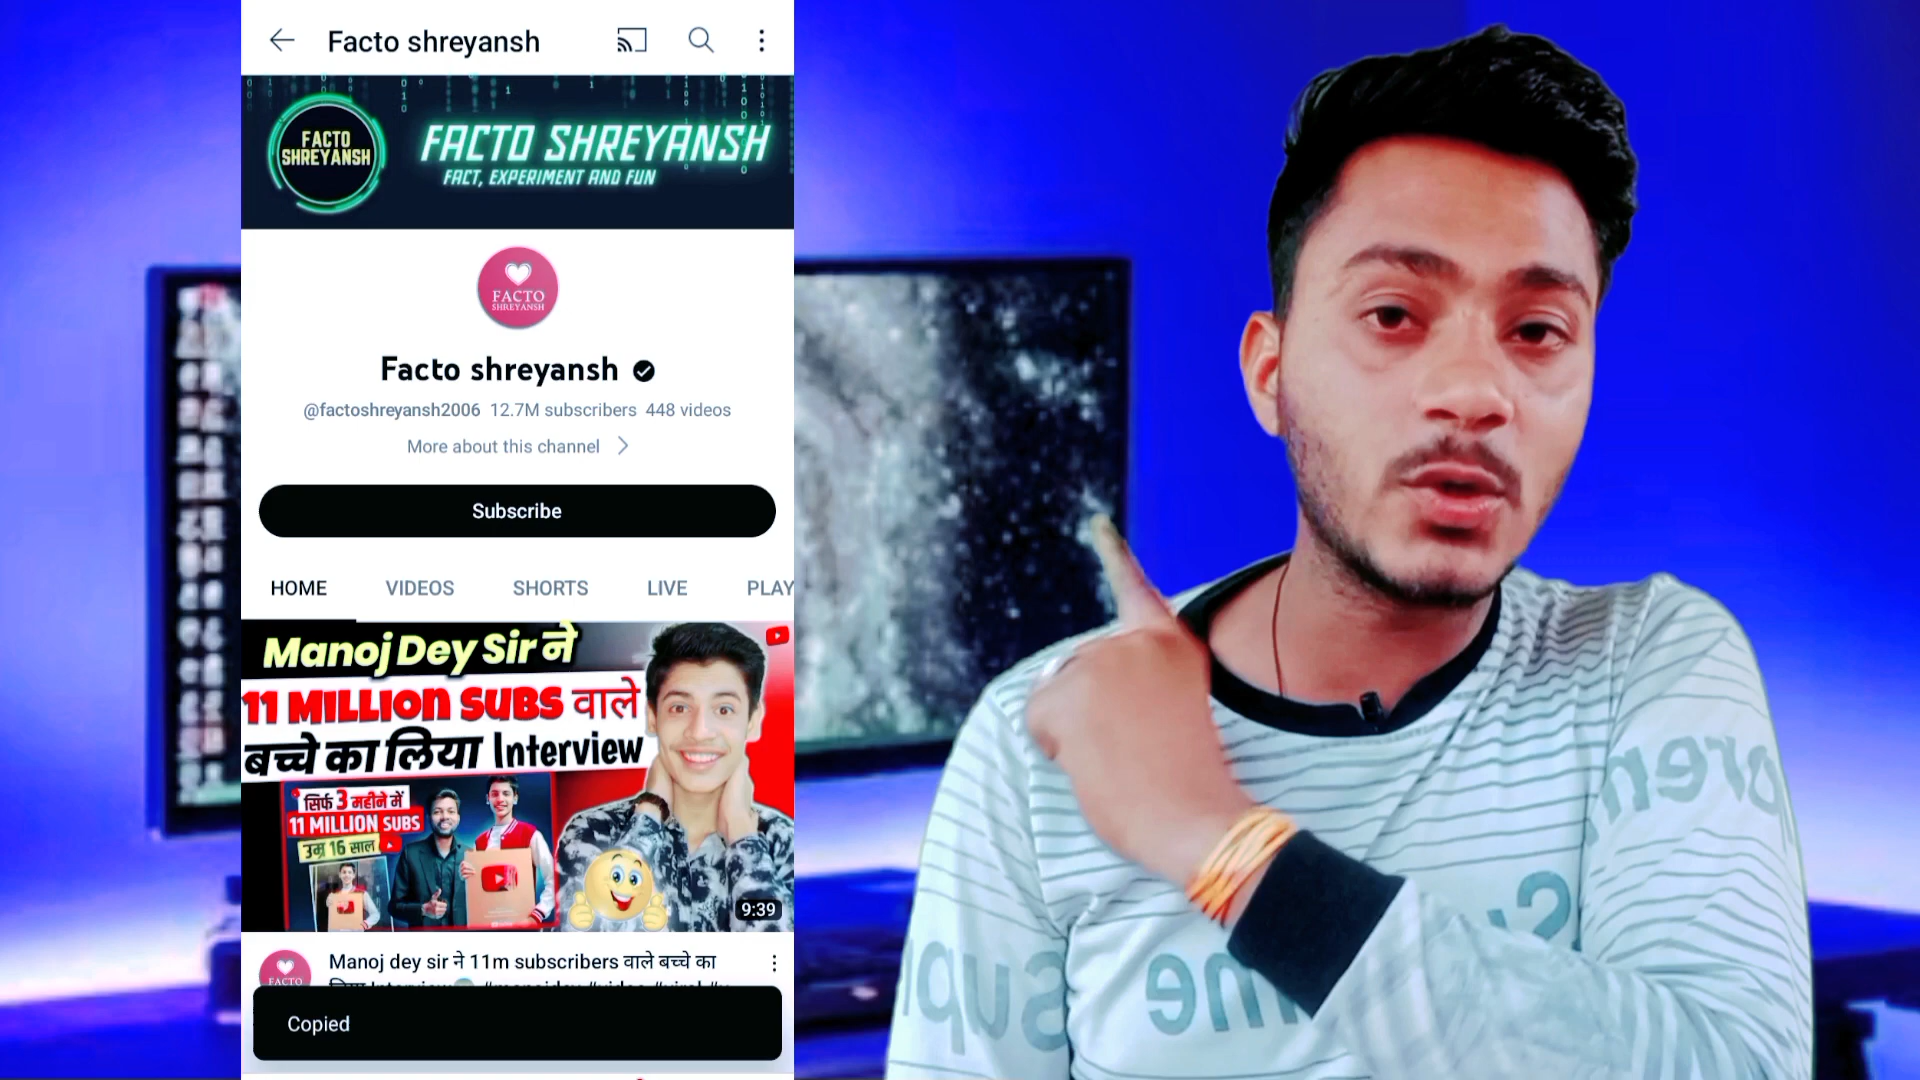 Facto shreyansh
FACTO
SHREYANSH
FACTO SHREYANSH
FACT, EXPERIMENT AND FUN
FACTO
SHREYANSH
Facto shreyansh
@factoshreyansh2006 12.7M subscribers 448 videos
More about this channel
Subscribe
HOME VIDEOS SHORTS LIVE PLAY
Manoj Dey Sir ने
11 MILLION SUBS वाले
बच्चे का लिया Interview
सिर्फ 3 महीने में
11 MILLION SUBS
उम्र 16 साल
9:39
Manoj dey sir ने 11m subscribers वाले बच्चे का
FACTO
Copied